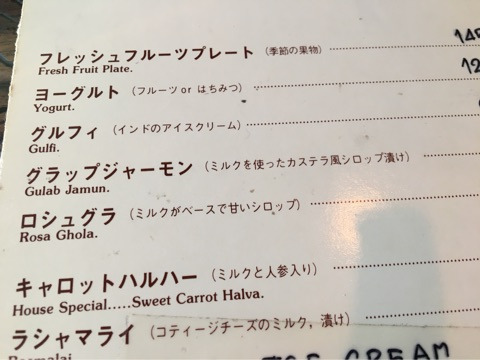 フレッシュフルーツプレート (季節の果物)
Fresh Fruit Plate.
ヨーグルト (フルーツ or はちみつ)
Yogurt.
グルフィ (インドのアイスクリーム)
Gulfi.
グラップジャーモン (ミルクを使ったカステラ風シロップ漬け)
Gulab Jamun.
ロシュグラ (ミルクがベースで甘いシロップ)
Rosa Ghola.
キャロットハルハー (ミルクと人参入り)
House Special.....Sweet Carrot Halva.
ラシャマライ (コティージチーズのミルク,漬け)
ICE CREAM